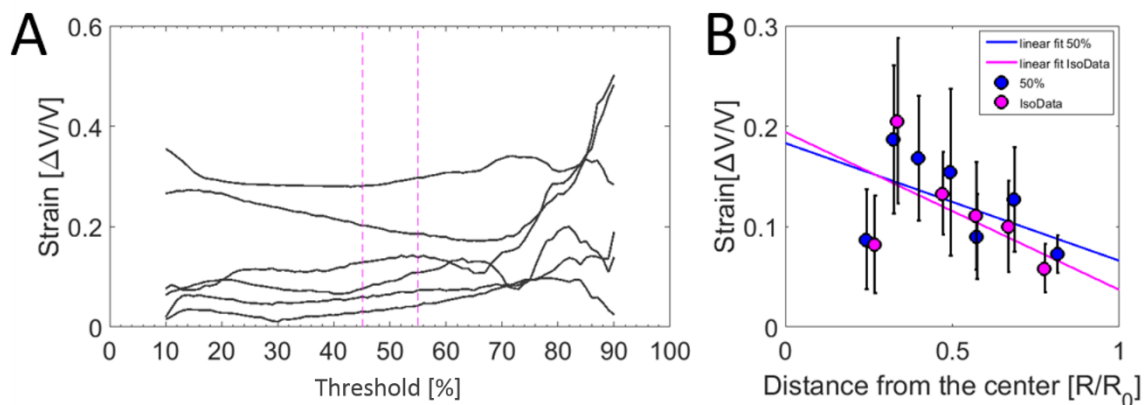 A
Strain [ΔV/V]
0.6
0.4
0.2
0
0 10 20 30 40 50 60 70 80 90 100
Threshold [%]
B
Strain[ΔV/V]
0.3
0.2
0.1
0
linear fit 50%
linear fit IsoData
50%
IsoData
0 0.5 1
Distance from the center [R/R₀]